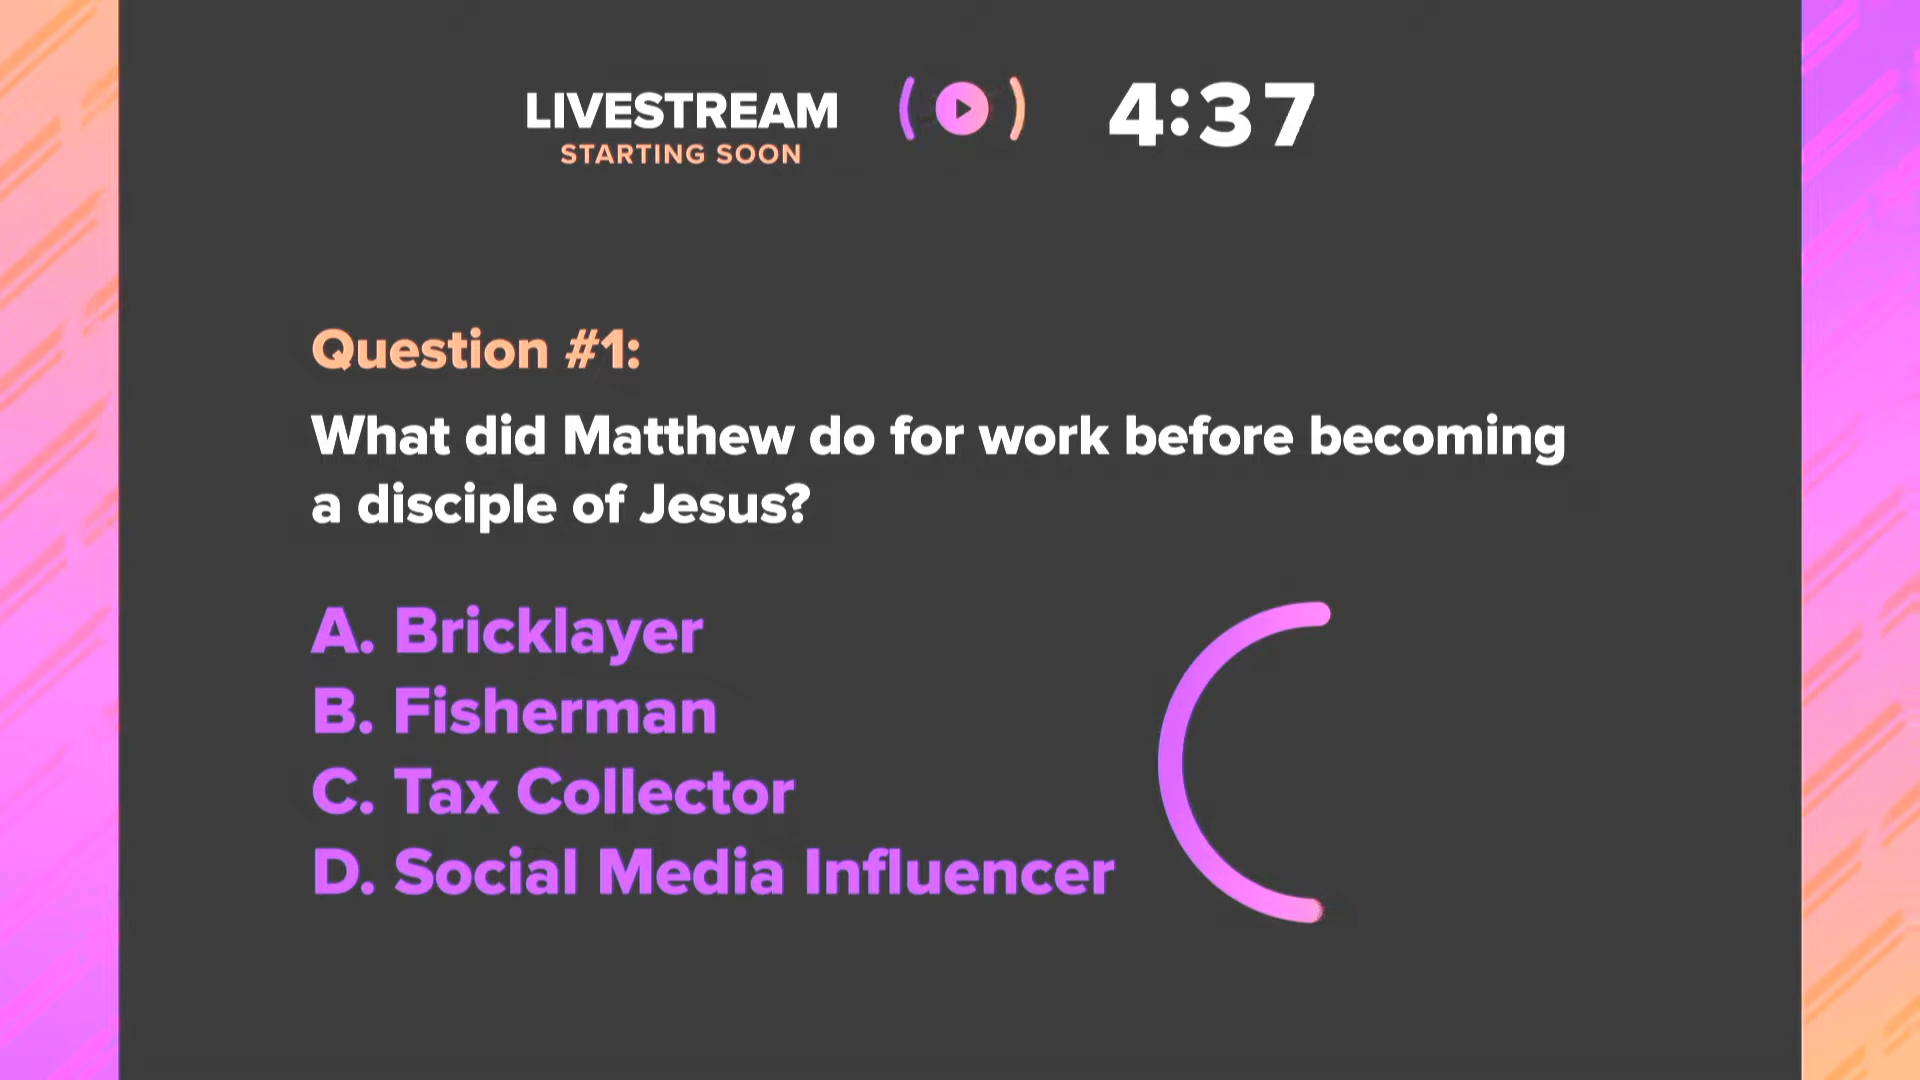 LIVESTREAM
STARTING SOON
4:37
Question #1:
What did Matthew do for work before becoming
a disciple of Jesus?
A. Bricklayer
B. Fisherman
C. Tax Collector
D. Social Media Influencer